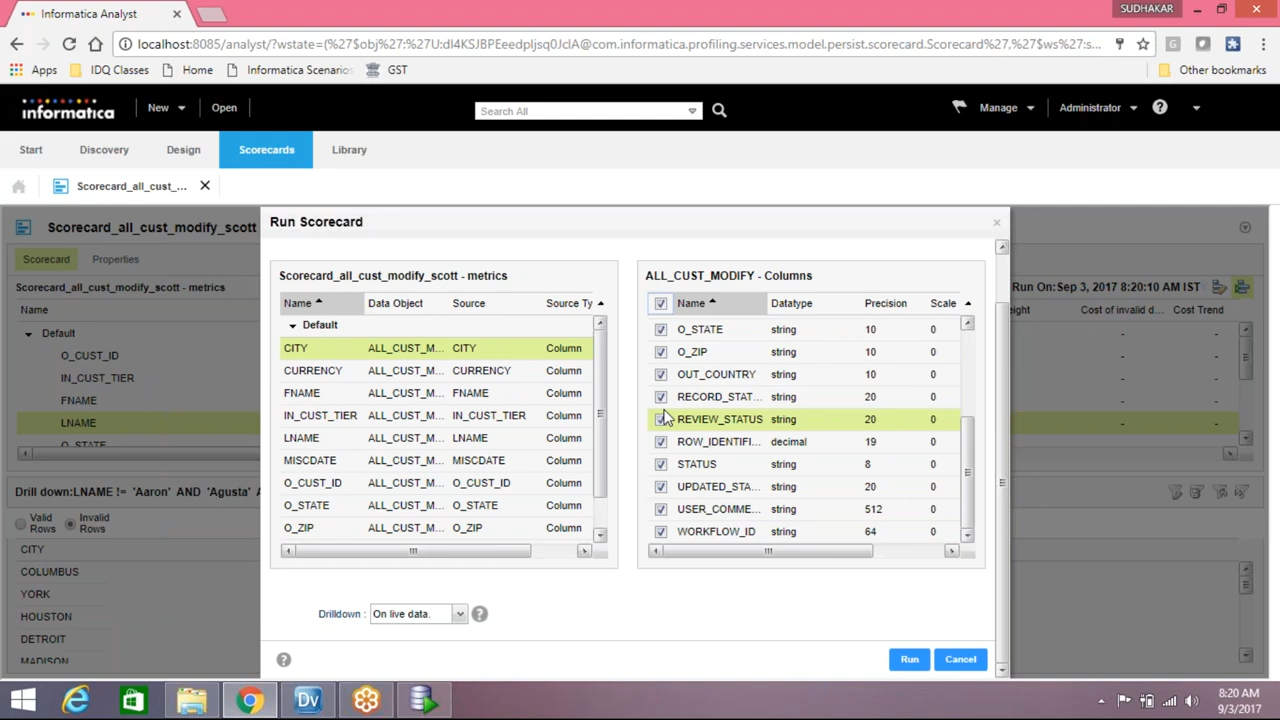 Informatica Analyst
SUDHAKAR
localhost:8085/analyst/?wstate=(%27$obj%27:%27U:dI4KSJBPEeedpIjsq0JcIA@com.informatica.profiling.services.model.persist.scorecard.Scorecard%27,%27$ws%27:s...
Apps IDQ Classes Home Informatica Scenarios GST Other bookmarks
informatica New Open Search All Manage Administrator
Start Discovery Design Scorecards Library
Scorecard_all_cust_...
Scorecard_all_cust_modify_scott
Scorecard Properties
Scorecard_all_cust_modify_scott - metrics
Run On:Sep 3, 2017 8:20:10 AM IST
Name
Cost of invalid d... Cost Trend
Default
O_CUST_ID - -
IN_CUST_TIER - -
FNAME - -
LNAME - -
O_STATE
Drill down:LNAME != 'Aaron' AND 'Agusta'
Valid Rows
Invalid Rows
CITY
COLUMBUS
YORK
HOUSTON
DETROIT
MADISON
Run Scorecard
Scorecard_all_cust_modify_scott - metrics
Name Data Object Source Source Ty
Default
CITY ALL_CUST_M... CITY Column
CURRENCY ALL_CUST_M... CURRENCY Column
FNAME ALL_CUST_M... FNAME Column
IN_CUST_TIER ALL_CUST_M... IN_CUST_TIER Column
LNAME ALL_CUST_M... LNAME Column
MISCDATE ALL_CUST_M... MISCDATE Column
O_CUST_ID ALL_CUST_M... O_CUST_ID Column
O_STATE ALL_CUST_M... O_STATE Column
O_ZIP ALL_CUST_M... O_ZIP Column
ALL_CUST_MODIFY - Columns
Name Datatype Precision Scale
O_STATE string 10 0
O_ZIP string 10 0
OUT_COUNTRY string 10 0
RECORD_STAT... string 20 0
REVIEW_STATUS string 20 0
ROW_IDENTIFI... decimal 19 0
STATUS string 8 0
UPDATED_STA... string 20 0
USER_COMME... string 512 0
WORKFLOW_ID string 64 0
Drilldown : On live data.
Run Cancel
Dv
8:20 AM
9/3/2017